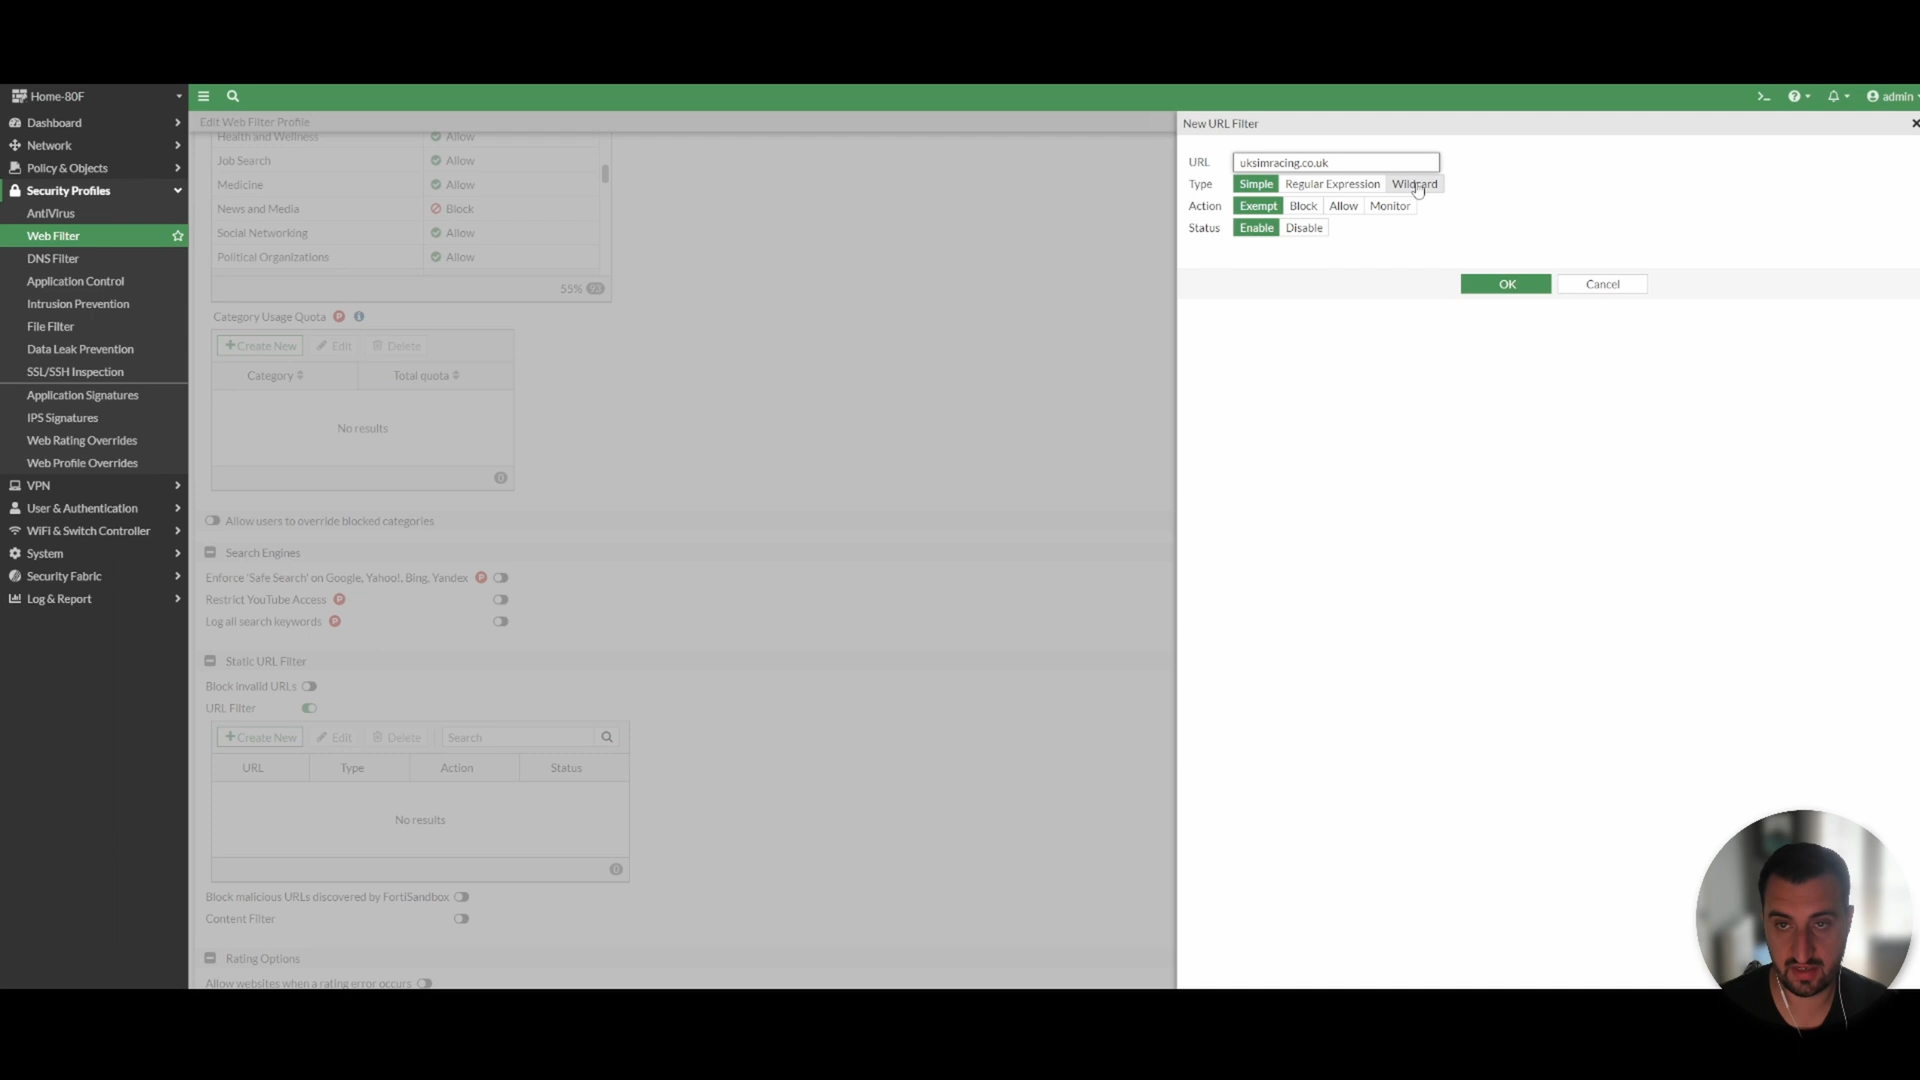 Home-80F
Dashboard
Network
Policy & Objects
Security Profiles
AntiVirus
Web Filter
DNS Filter
Application Control
Intrusion Prevention
File Filter
Data Leak Prevention
SSL/SSH Inspection
Application Signatures
IPS Signatures
Web Rating Overrides
Web Profile Overrides
VPN
User & Authentication
WiFi & Switch Controller
System
Security Fabric
Log & Report
admin
Edit Web Filter Profile
Health and Wellness Allow
Job Search Allow
Medicine Allow
News and Media Block
Social Networking Allow
Political Organizations Allow
55% 93
Category Usage Quota P
Create New Edit Delete
Category Total quota
No results
0
Allow users to override blocked categories
Search Engines
Enforce 'Safe Search' on Google, Yahoo!, Bing, Yandex P
Restrict YouTube Access P
Log all search keywords P
Static URL Filter
Block invalid URLs
URL Filter
Create New Edit Delete Search
URL Type Action Status
No results
0
Block malicious URLs discovered by FortiSandbox
Content Filter
Rating Options
Allow websites when a rating error occurs
New URL Filter
URL uksimracing.co.uk
Type Simple Regular Expression Wildcard
Action Exempt Block Allow Monitor
Status Enable Disable
OK Cancel